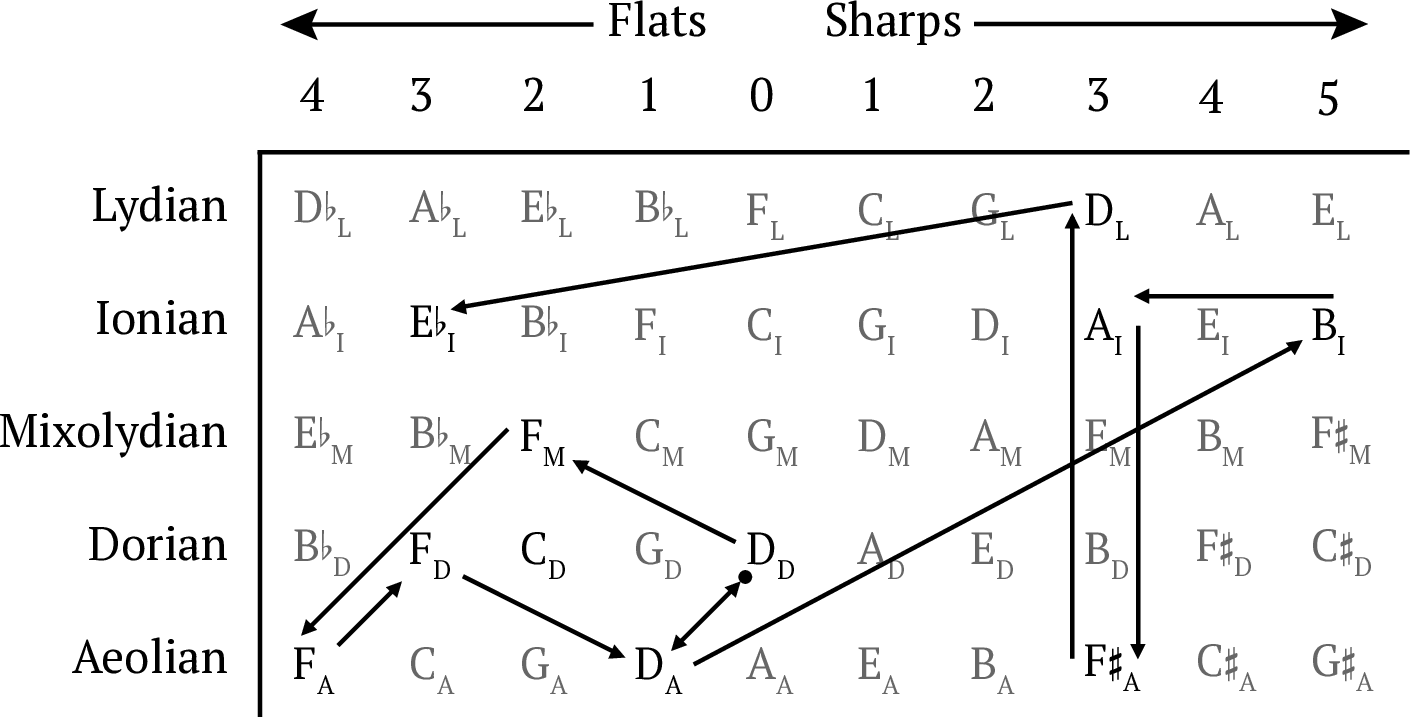 Flats Sharps
4 3 2 1 0 1 2 3 4 5
Lydian D♭L A♭L E♭L B♭L FL CL GL DL AL EL
Ionian A♭I E♭I B♭I FI CI GI DI AI EI BI
Mixolydian E♭M B♭M FM CM GM DM AM EM BM F♯M
Dorian B♭D FD CD GD DD AD ED BD F♯D C♯D
Aeolian FA CA GA DA AA EA BA F♯A C♯A G♯A